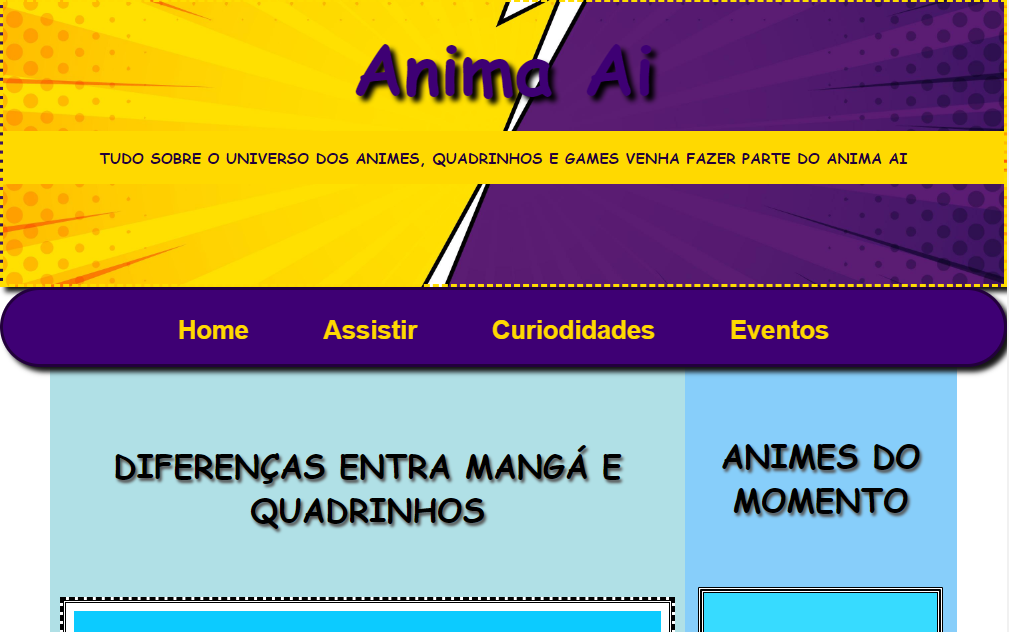 Anima Ai
TUDO SOBRE O UNIVERSO DOS ANIMES, QUADRINHOS E GAMES VENHA FAZER PARTE DO ANIMA AI
Home Assistir Curiodidades Eventos
DIFERENÇAS ENTRA MANGÁ E
QUADRINHOS
ANIMES DO
MOMENTO